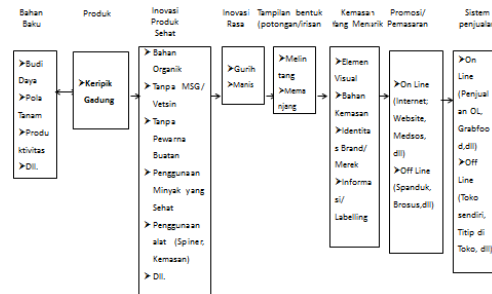 Bahan
Baku
Produk
Inovasi
Produk
Sehat
Inovasi
Rasa
Tampilan bentuk
(potongan/irisan
Kemasan
Yang Menarik
Promosi/
Pemasaran
Sistem
penjuala
➤Budi
Daya
➤Pola
Tanam
➤Produ
ktivitas
➤Dll.
➤Keripik
Gadung
➤Bahan
Organik
➤Tanpa MSG/
Vetsin
➤Tanpa
Pewarna
Buatan
➤Penggunaan
Minyak yang
Sehat
➤Penggunaan
alat (Spiner,
Kemasan)
➤Dll.
➤Gurih
➤Manis
➤Melin
tang
➤Mema
njang
➤Elemen
Visual
➤Bahan
Kemasan
➤Identita
s Brand/
Merek
➤Informa
si/
Labelling
➤On Line
(Internet;
Website,
Medsos,
dll)
➤Off Line
(Spanduk,
Brosus,dll)
➤On
Line
(Penjual
an OL,
Grabfoo
d,dll)
➤Off
Line
(Toko
sendiri,
Titip di
Toko, dll)